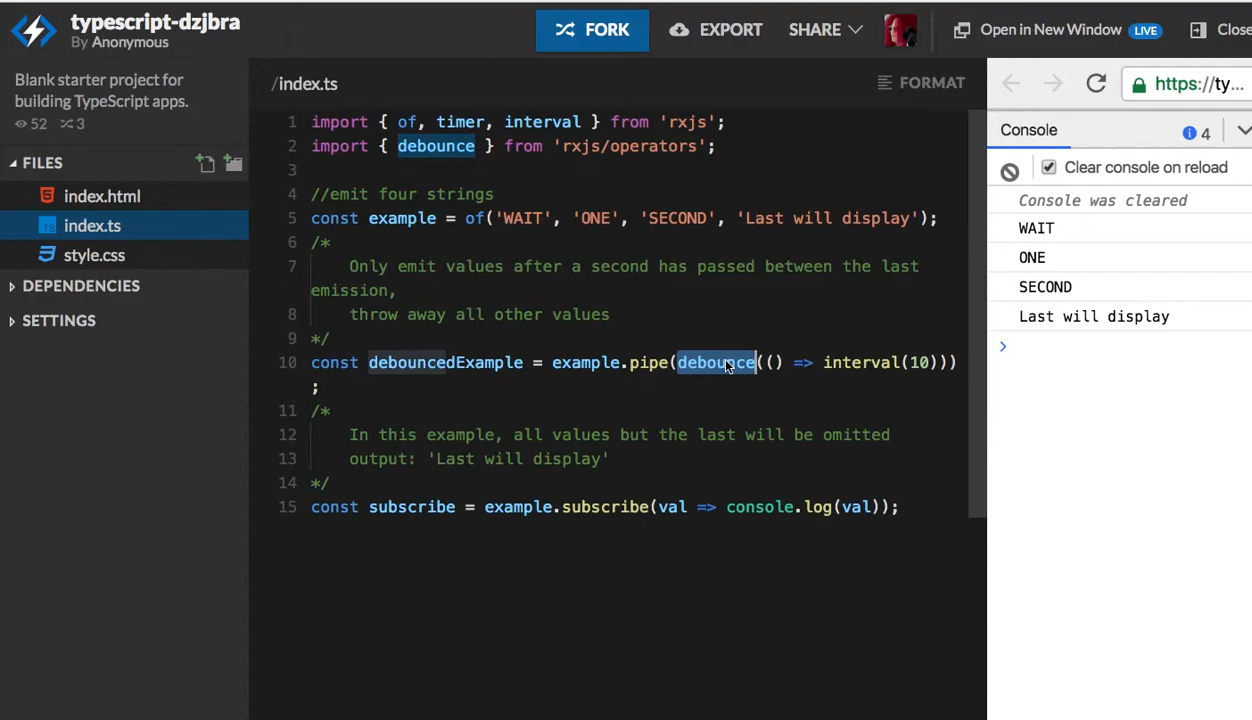 typescript-dzjbra
By Anonymous
FORK
EXPORT
SHARE
Open in New Window LIVE
Close
Blank starter project for
building TypeScript apps.
52 3
FILES
index.html
index.ts
style.css
DEPENDENCIES
SETTINGS
/index.ts
FORMAT
1 import { of, timer, interval } from 'rxjs';
2 import { debounce } from 'rxjs/operators';
3
4 //emit four strings
5 const example = of('WAIT', 'ONE', 'SECOND', 'Last will display');
6 /*
7 Only emit values after a second has passed between the last
emission,
8 throw away all other values
9 */
10 const debouncedExample = example.pipe(debounce(() => interval(10)))
;
11 /*
12 In this example, all values but the last will be omitted
13 output: 'Last will display'
14 */
15 const subscribe = example.subscribe(val => console.log(val));
https://ty...
Console
4
Clear console on reload
Console was cleared
WAIT
ONE
SECOND
Last will display
>